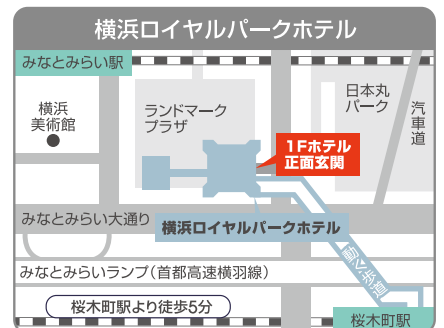 横浜ロイヤルパークホテル
みなとみらい駅
横浜
美術館
ランドマーク
プラザ
日本丸
パーク
汽車道
1Fホテル
正面玄関
みなとみらい大通り
横浜ロイヤルパークホテル
動く歩道
みなとみらいランプ(首都高速横羽線)
桜木町駅より徒歩5分
桜木町駅